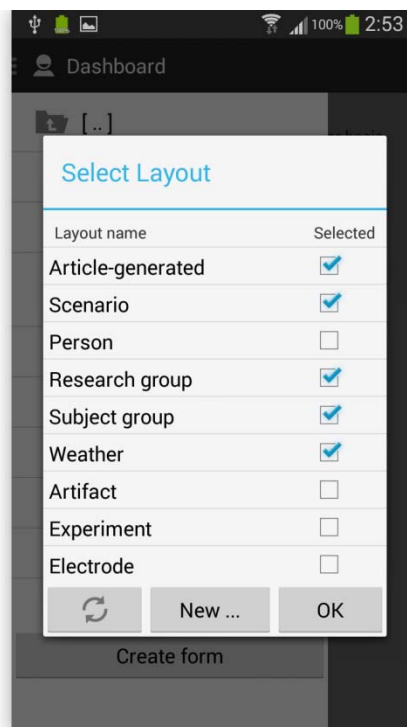 100% 2:53
Dashboard
[..]
Select Layout
Layout name Selected
Article-generated
Scenario
Person
Research group
Subject group
Weather
Artifact
Experiment
Electrode
New ... OK
Create form